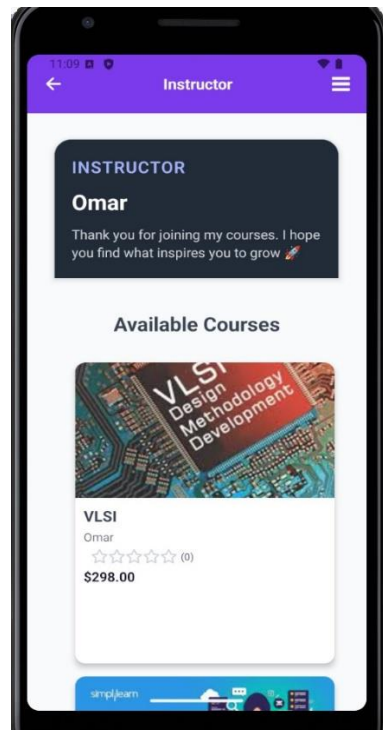 11:09
Instructor
INSTRUCTOR
Omar
Thank you for joining my courses. I hope
you find what inspires you to grow 🚀
Available Courses
VLSI
Design
Methodology
Development
VLSI
Omar
(0)
$298.00
simplilearn